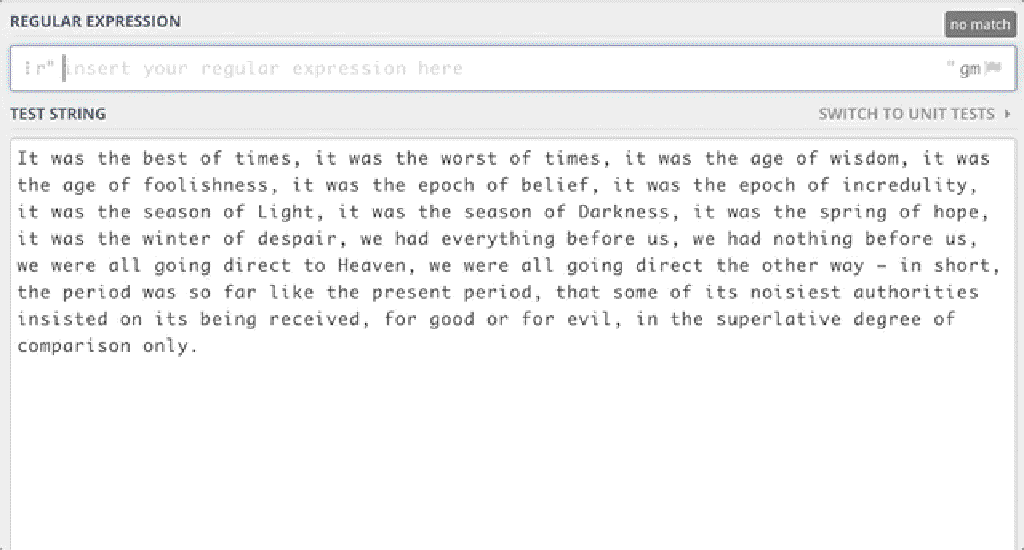 REGULAR EXPRESSION
no match
r" insert your regular expression here " gm
TEST STRING
SWITCH TO UNIT TESTS
It was the best of times, it was the worst of times, it was the age of wisdom, it was
the age of foolishness, it was the epoch of belief, it was the epoch of incredulity,
it was the season of Light, it was the season of Darkness, it was the spring of hope,
it was the winter of despair, we had everything before us, we had nothing before us,
we were all going direct to Heaven, we were all going direct the other way – in short,
the period was so far like the present period, that some of its noisiest authorities
insisted on its being received, for good or for evil, in the superlative degree of
comparison only.